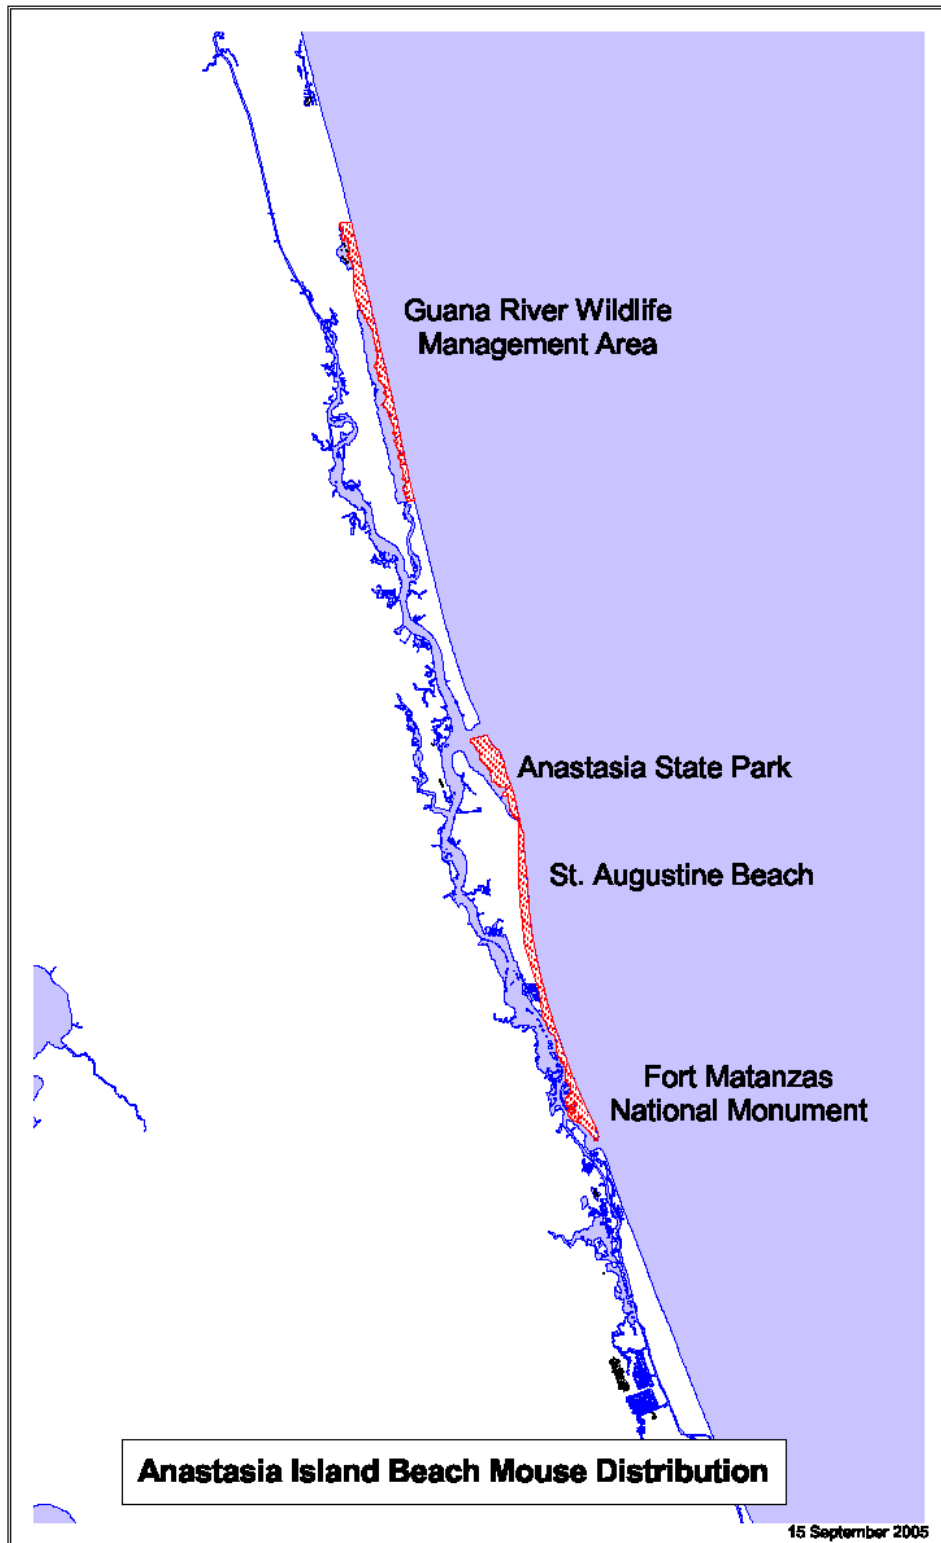 Guana River Wildlife
Management Area
Anastasia State Park
St. Augustine Beach
Fort Matanzas
National Monument
Anastasia Island Beach Mouse Distribution
15 September 2005